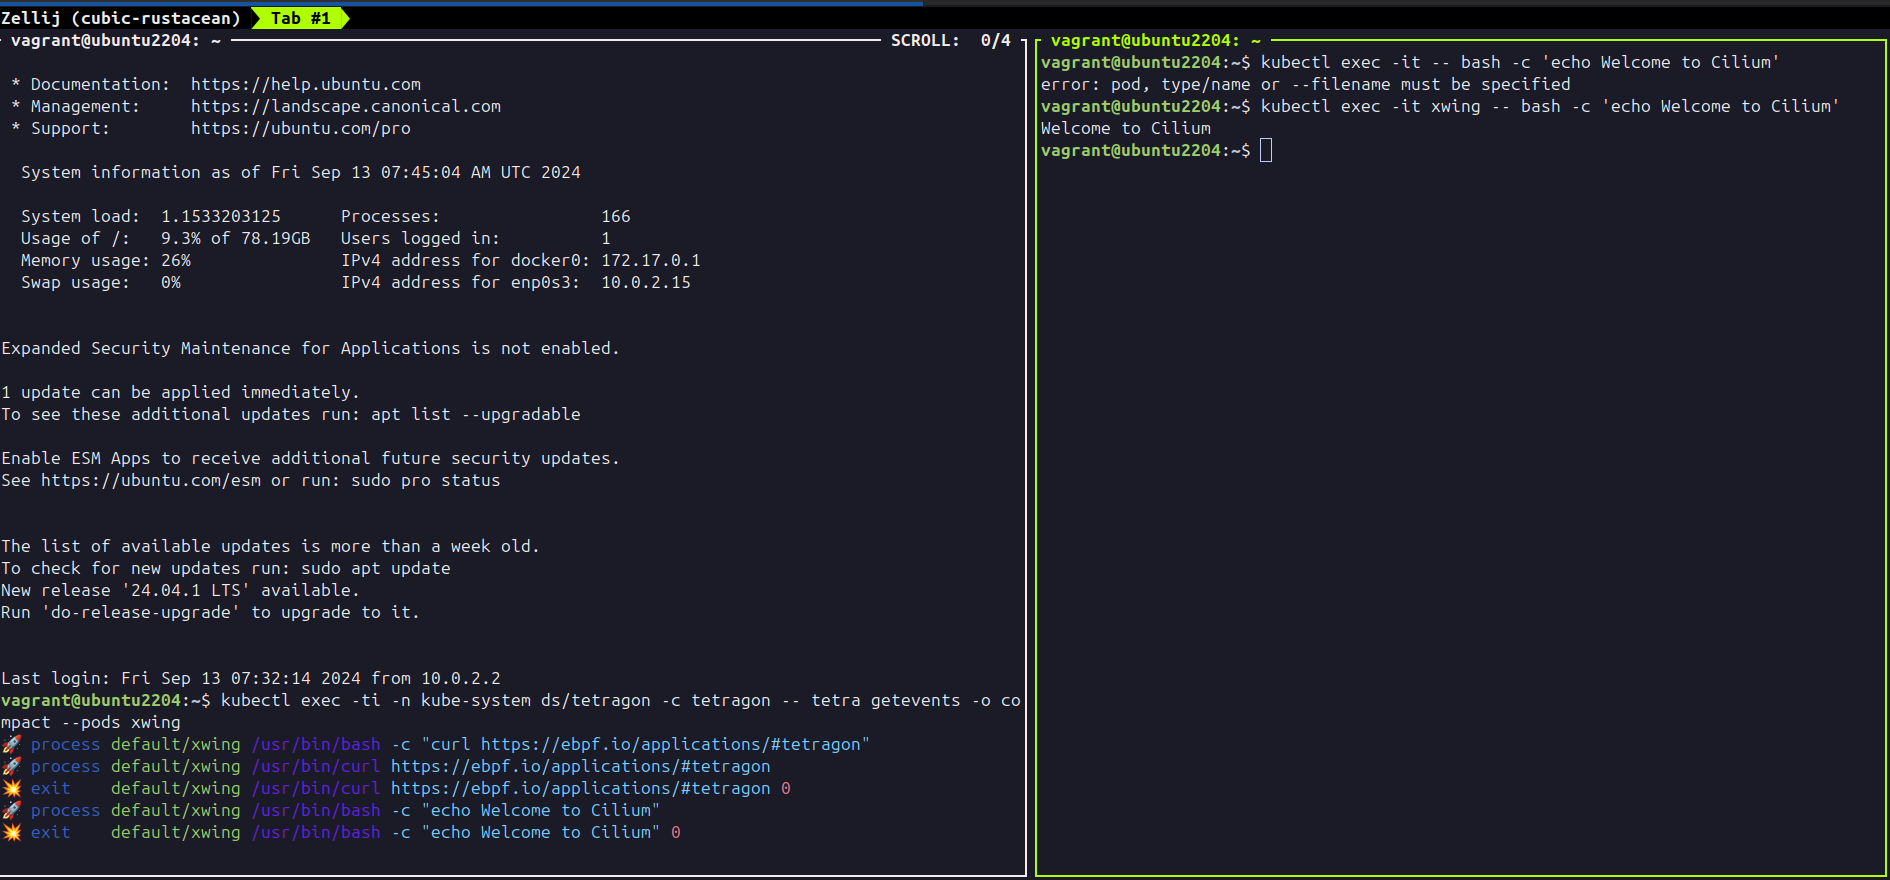 Zellij (cubic-rustacean) Tab #1
vagrant@ubuntu2204: ~ SCROLL: 0/4
* Documentation: https://help.ubuntu.com
* Management: https://landscape.canonical.com
* Support: https://ubuntu.com/pro
System information as of Fri Sep 13 07:45:04 AM UTC 2024
System load: 1.1533203125 Processes: 166
Usage of /: 9.3% of 78.19GB Users logged in: 1
Memory usage: 26% IPv4 address for docker0: 172.17.0.1
Swap usage: 0% IPv4 address for enp0s3: 10.0.2.15
Expanded Security Maintenance for Applications is not enabled.
1 update can be applied immediately.
To see these additional updates run: apt list --upgradable
Enable ESM Apps to receive additional future security updates.
See https://ubuntu.com/esm or run: sudo pro status
The list of available updates is more than a week old.
To check for new updates run: sudo apt update
New release '24.04.1 LTS' available.
Run 'do-release-upgrade' to upgrade to it.
Last login: Fri Sep 13 07:32:14 2024 from 10.0.2.2
vagrant@ubuntu2204:~$ kubectl exec -ti -n kube-system ds/tetragon -c tetragon -- tetra getevents -o co
mpact --pods xwing
🚀 process default/xwing /usr/bin/bash -c "curl https://ebpf.io/applications/#tetragon"
🚀 process default/xwing /usr/bin/curl https://ebpf.io/applications/#tetragon
💥 exit default/xwing /usr/bin/curl https://ebpf.io/applications/#tetragon 0
🚀 process default/xwing /usr/bin/bash -c "echo Welcome to Cilium"
💥 exit default/xwing /usr/bin/bash -c "echo Welcome to Cilium" 0
vagrant@ubuntu2204: ~
vagrant@ubuntu2204:~$ kubectl exec -it -- bash -c 'echo Welcome to Cilium'
error: pod, type/name or --filename must be specified
vagrant@ubuntu2204:~$ kubectl exec -it xwing -- bash -c 'echo Welcome to Cilium'
Welcome to Cilium
vagrant@ubuntu2204:~$